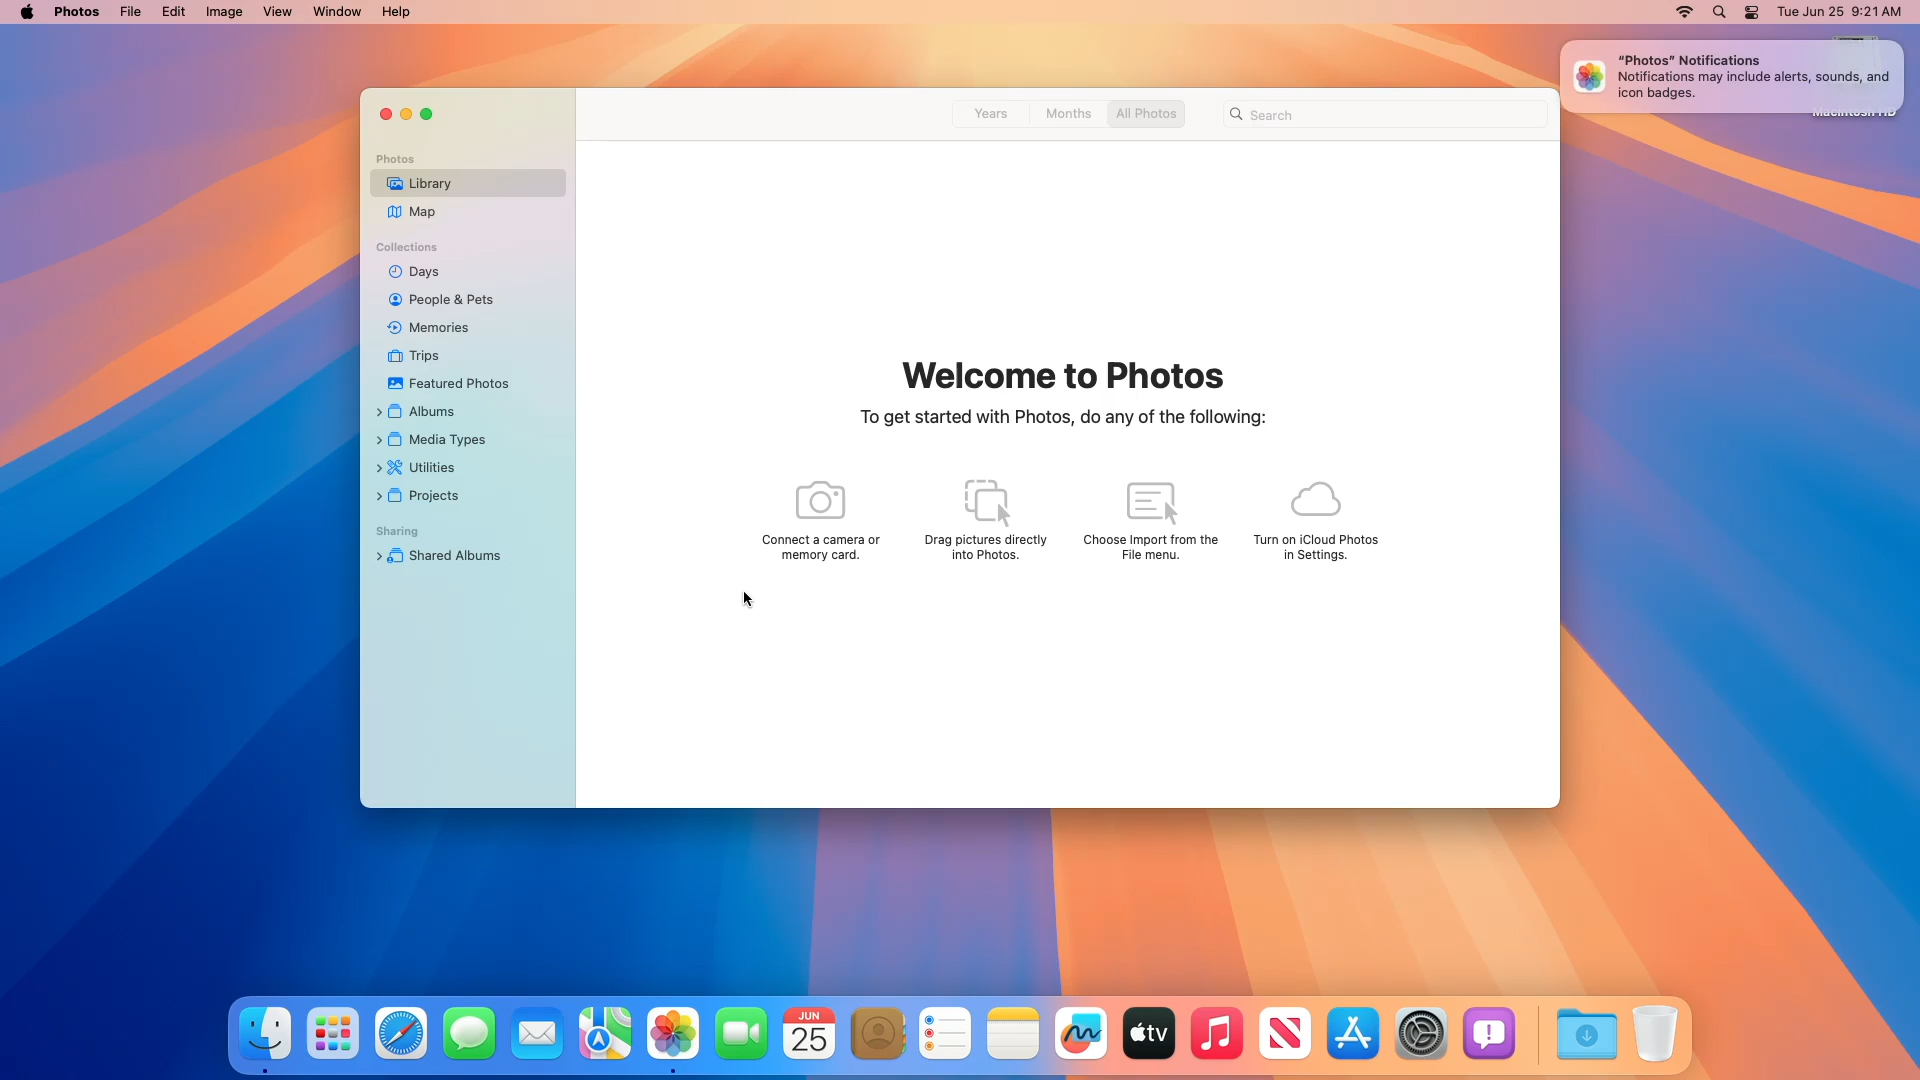 Photos File Edit Image View Window Help
Tue Jun 25 9:21 AM
"Photos" Notifications
Notifications may include alerts, sounds, and
icon badges.
Macintosh HD
Years Months All Photos
Search
Photos
Library
Map
Collections
Days
People & Pets
Memories
Trips
Featured Photos
Albums
Media Types
Utilities
Projects
Sharing
Shared Albums
Welcome to Photos
To get started with Photos, do any of the following:
Connect a camera or
memory card.
Drag pictures directly
into Photos.
Choose Import from the
File menu.
Turn on iCloud Photos
in Settings.
JUN
25
tv